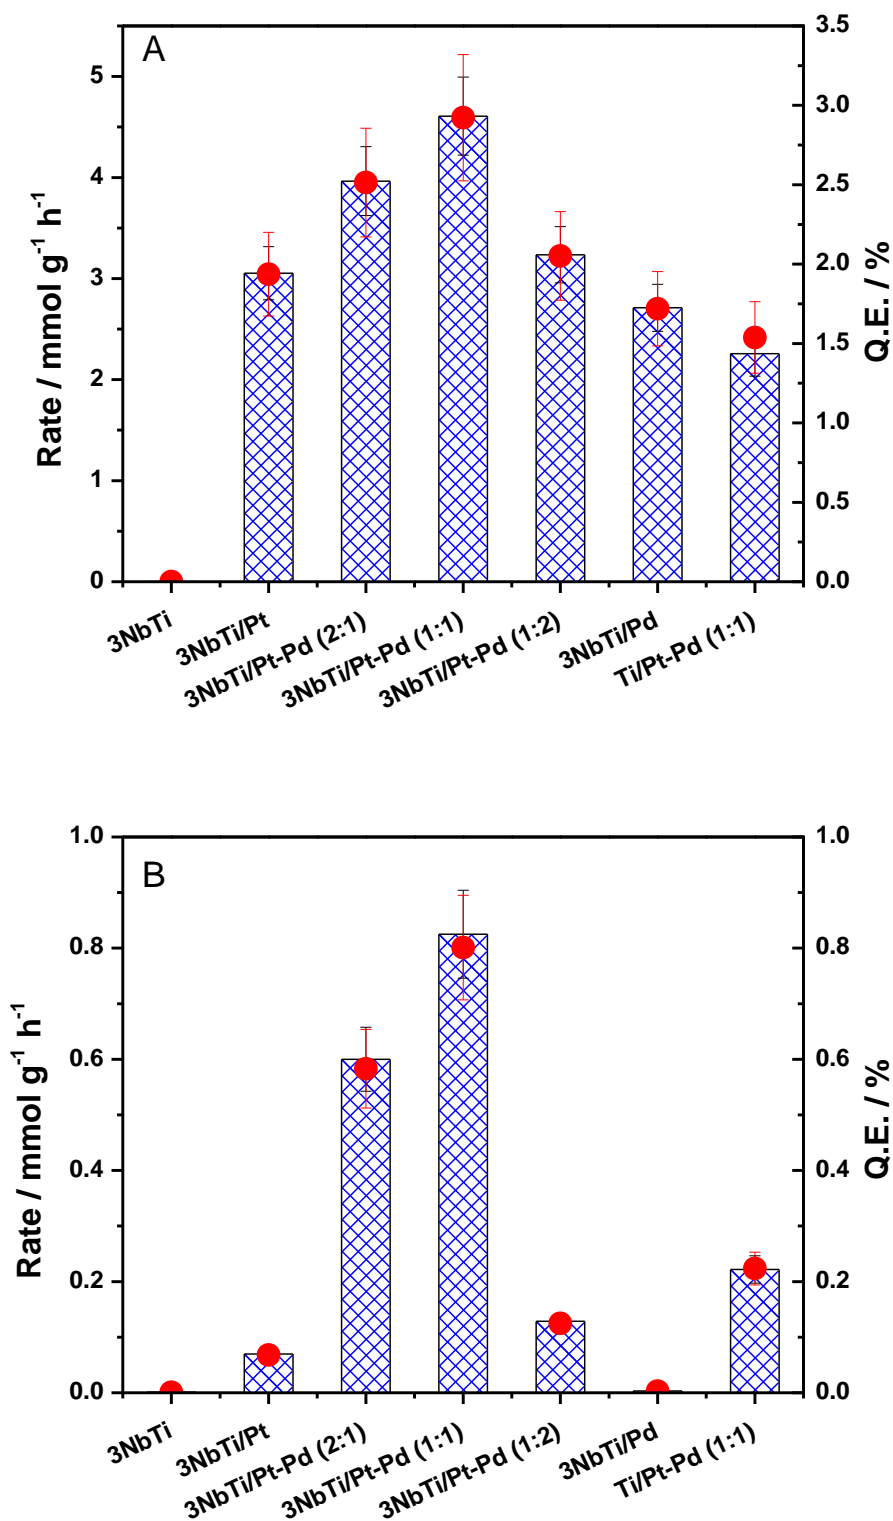 A
5
4
3
2
1
0
Rate / mmol g⁻¹ h⁻¹
3.5
3.0
2.5
2.0
1.5
1.0
0.5
0.0
Q.E. / %
3NbTi
3NbTi/Pt
3NbTi/Pt-Pd (2:1)
3NbTi/Pt-Pd (1:1)
3NbTi/Pt-Pd (1:2)
3NbTi/Pd
Ti/Pt-Pd (1:1)
B
1.0
0.8
0.6
0.4
0.2
0.0
Rate / mmol g⁻¹ h⁻¹
1.0
0.8
0.6
0.4
0.2
0.0
Q.E. / %
3NbTi
3NbTi/Pt
3NbTi/Pt-Pd (2:1)
3NbTi/Pt-Pd (1:1)
3NbTi/Pt-Pd (1:2)
3NbTi/Pd
Ti/Pt-Pd (1:1)